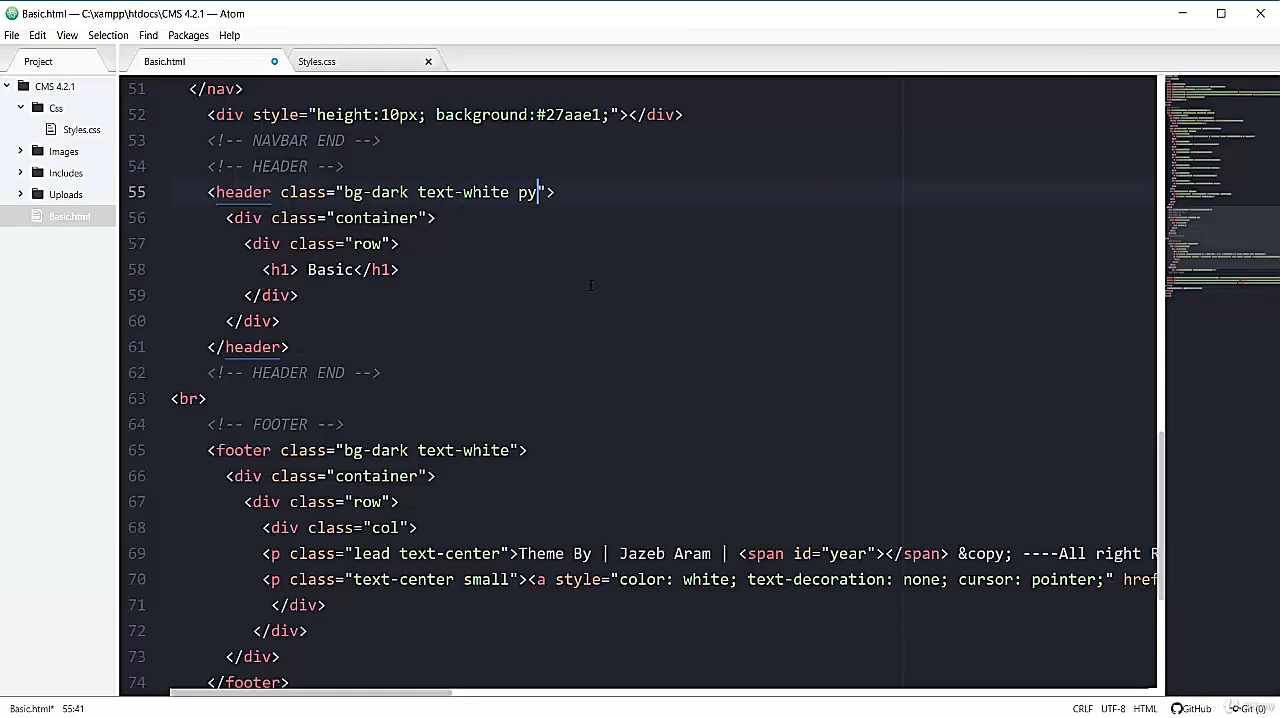 Basic.html — C:\xampp\htdocs\CMS 4.2.1 — Atom
File Edit View Selection Find Packages Help
Project
Basic.html
Styles.css
CMS 4.2.1
Css
Styles.css
Images
Includes
Uploads
Basic.html
51 </nav>
52 <div style="height:10px; background:#27aae1;"></div>
53 <!-- NAVBAR END -->
54 <!-- HEADER -->
55 <header class="bg-dark text-white py">
56 <div class="container">
57 <div class="row">
58 <h1> Basic</h1>
59 </div>
60 </div>
61 </header>
62 <!-- HEADER END -->
63 <br>
64 <!-- FOOTER -->
65 <footer class="bg-dark text-white">
66 <div class="container">
67 <div class="row">
68 <div class="col">
69 <p class="lead text-center">Theme By | Jazeb Akram | <span id="year"></span> &copy; ----All right R
70 <p class="text-center small"><a style="color: white; text-decoration: none; cursor: pointer;" href
71 </div>
72 </div>
73 </div>
74 </footer>
Basic.html* 55:41
CRLF UTF-8 HTML GitHub Git (0)